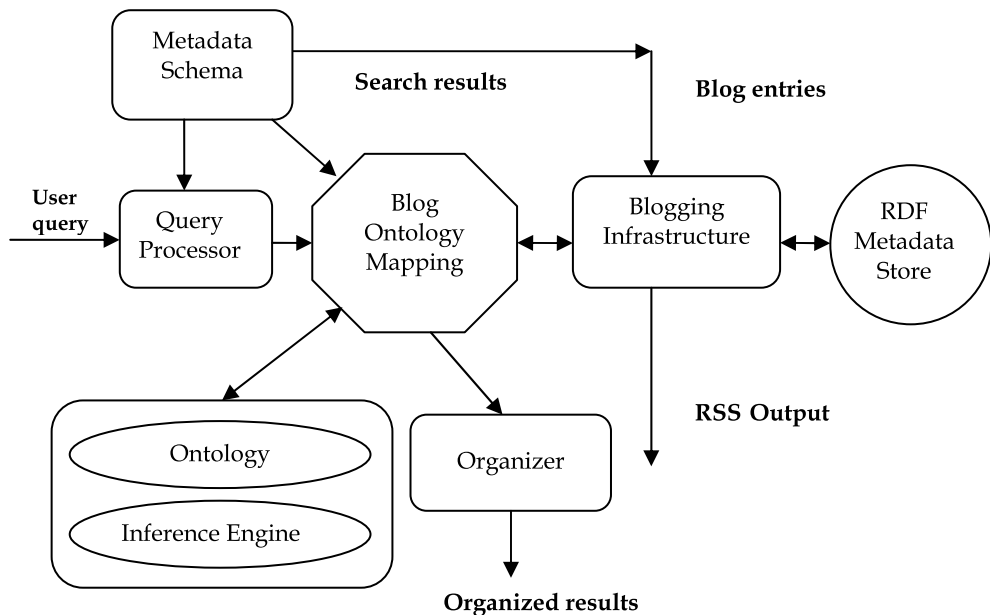 Metadata
Schema
Search results
Blog entries
User
query
Query
Processor
Blog
Ontology
Mapping
Blogging
Infrastructure
RDF
Metadata
Store
Ontology
Inference Engine
Organizer
RSS Output
Organized results